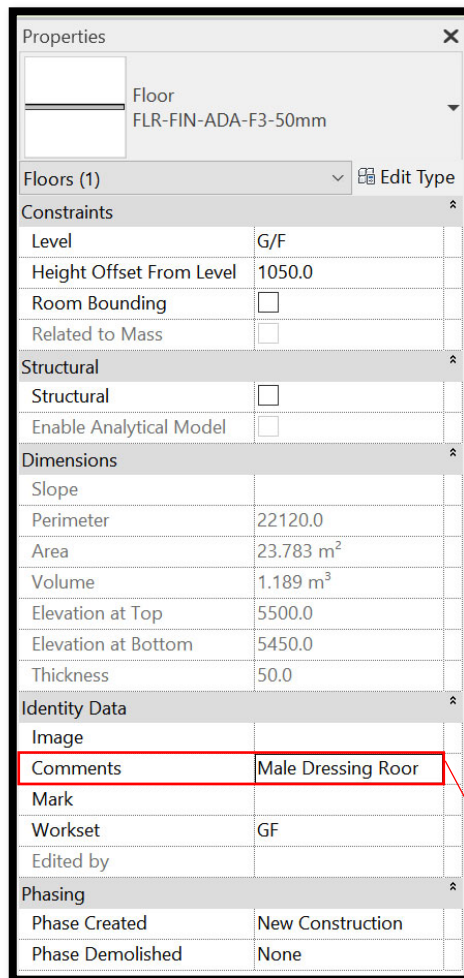 Properties
Floor
FLR-FIN-ADA-F3-50mm
Floors (1) Edit Type
Constraints
Level G/F
Height Offset From Level 1050.0
Room Bounding
Related to Mass
Structural
Structural
Enable Analytical Model
Dimensions
Slope
Perimeter 22120.0
Area 23.783 m²
Volume 1.189 m³
Elevation at Top 5500.0
Elevation at Bottom 5450.0
Thickness 50.0
Identity Data
Image
Comments Male Dressing Roor
Mark
Workset GF
Edited by
Phasing
Phase Created New Construction
Phase Demolished None